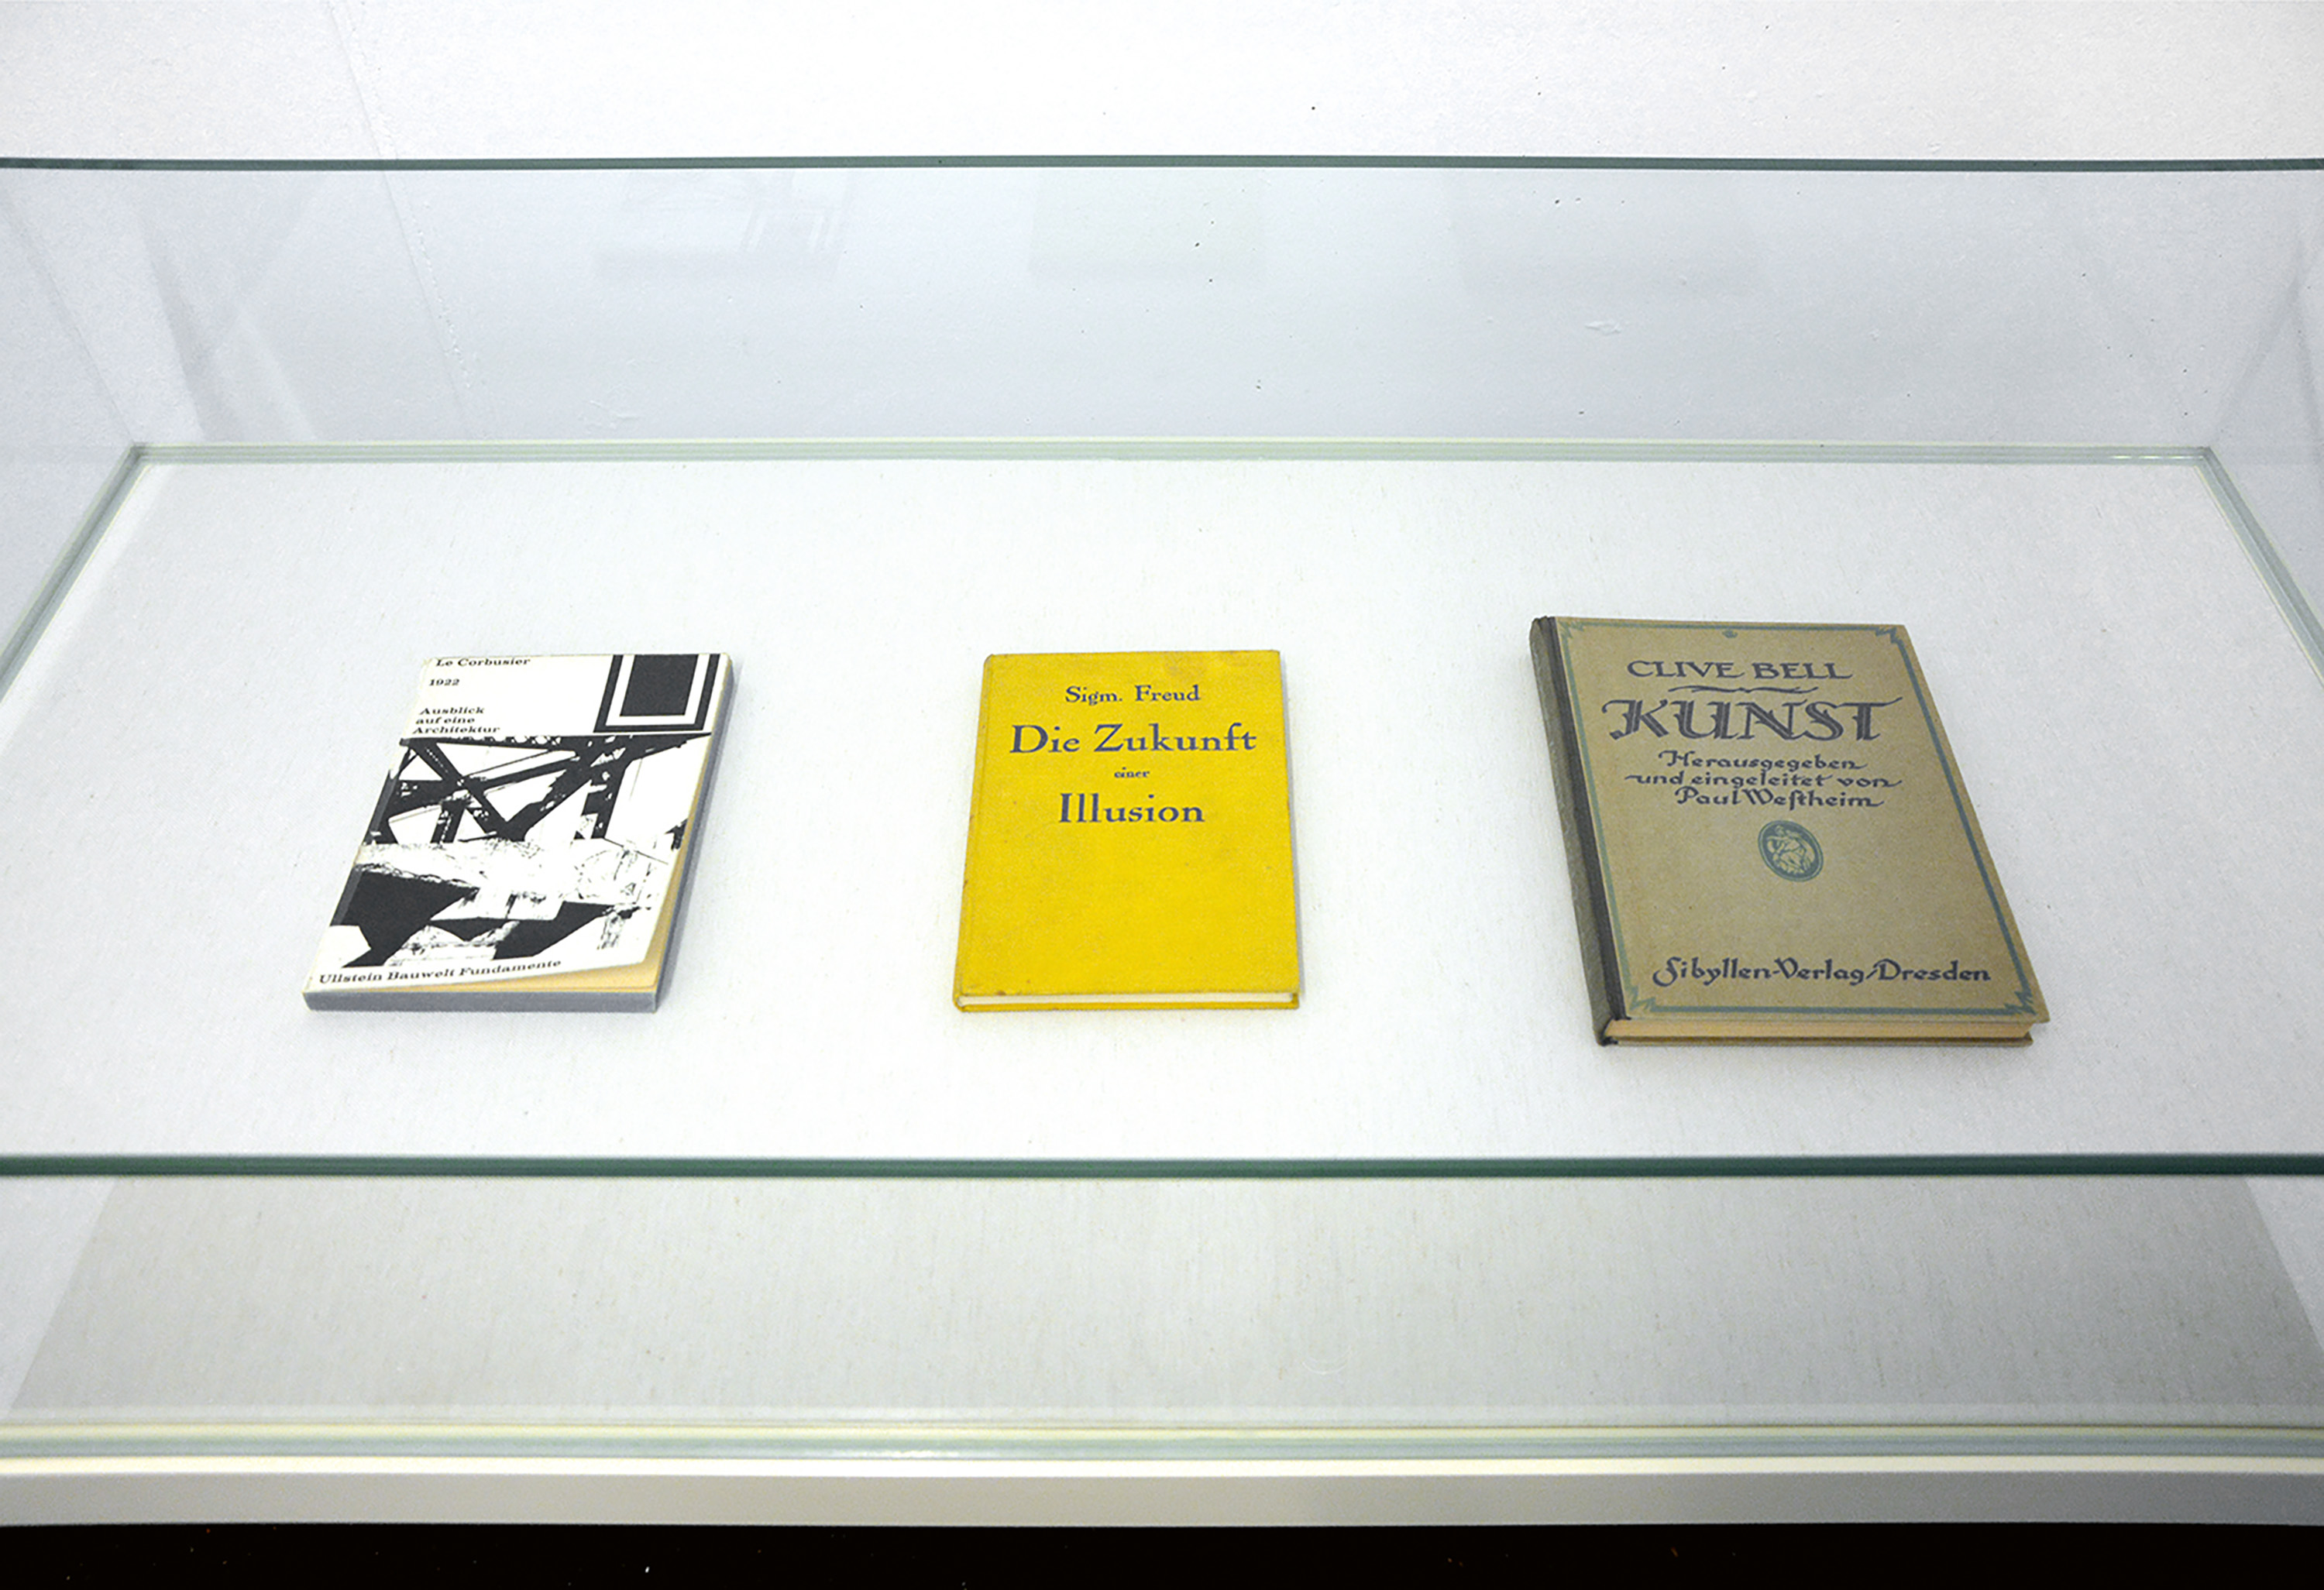 Le Corbusier
1922
Ausblick
auf eine
Architektur
Ullstein Bauwelt Fundamente
Sigm. Freud
Die Zukunft
einer
Illusion
CLIVE BELL
KUNST
Herausgegeben
und eingeleitet von
Paul Westheim
Sibyllen-Verlag/Dresden